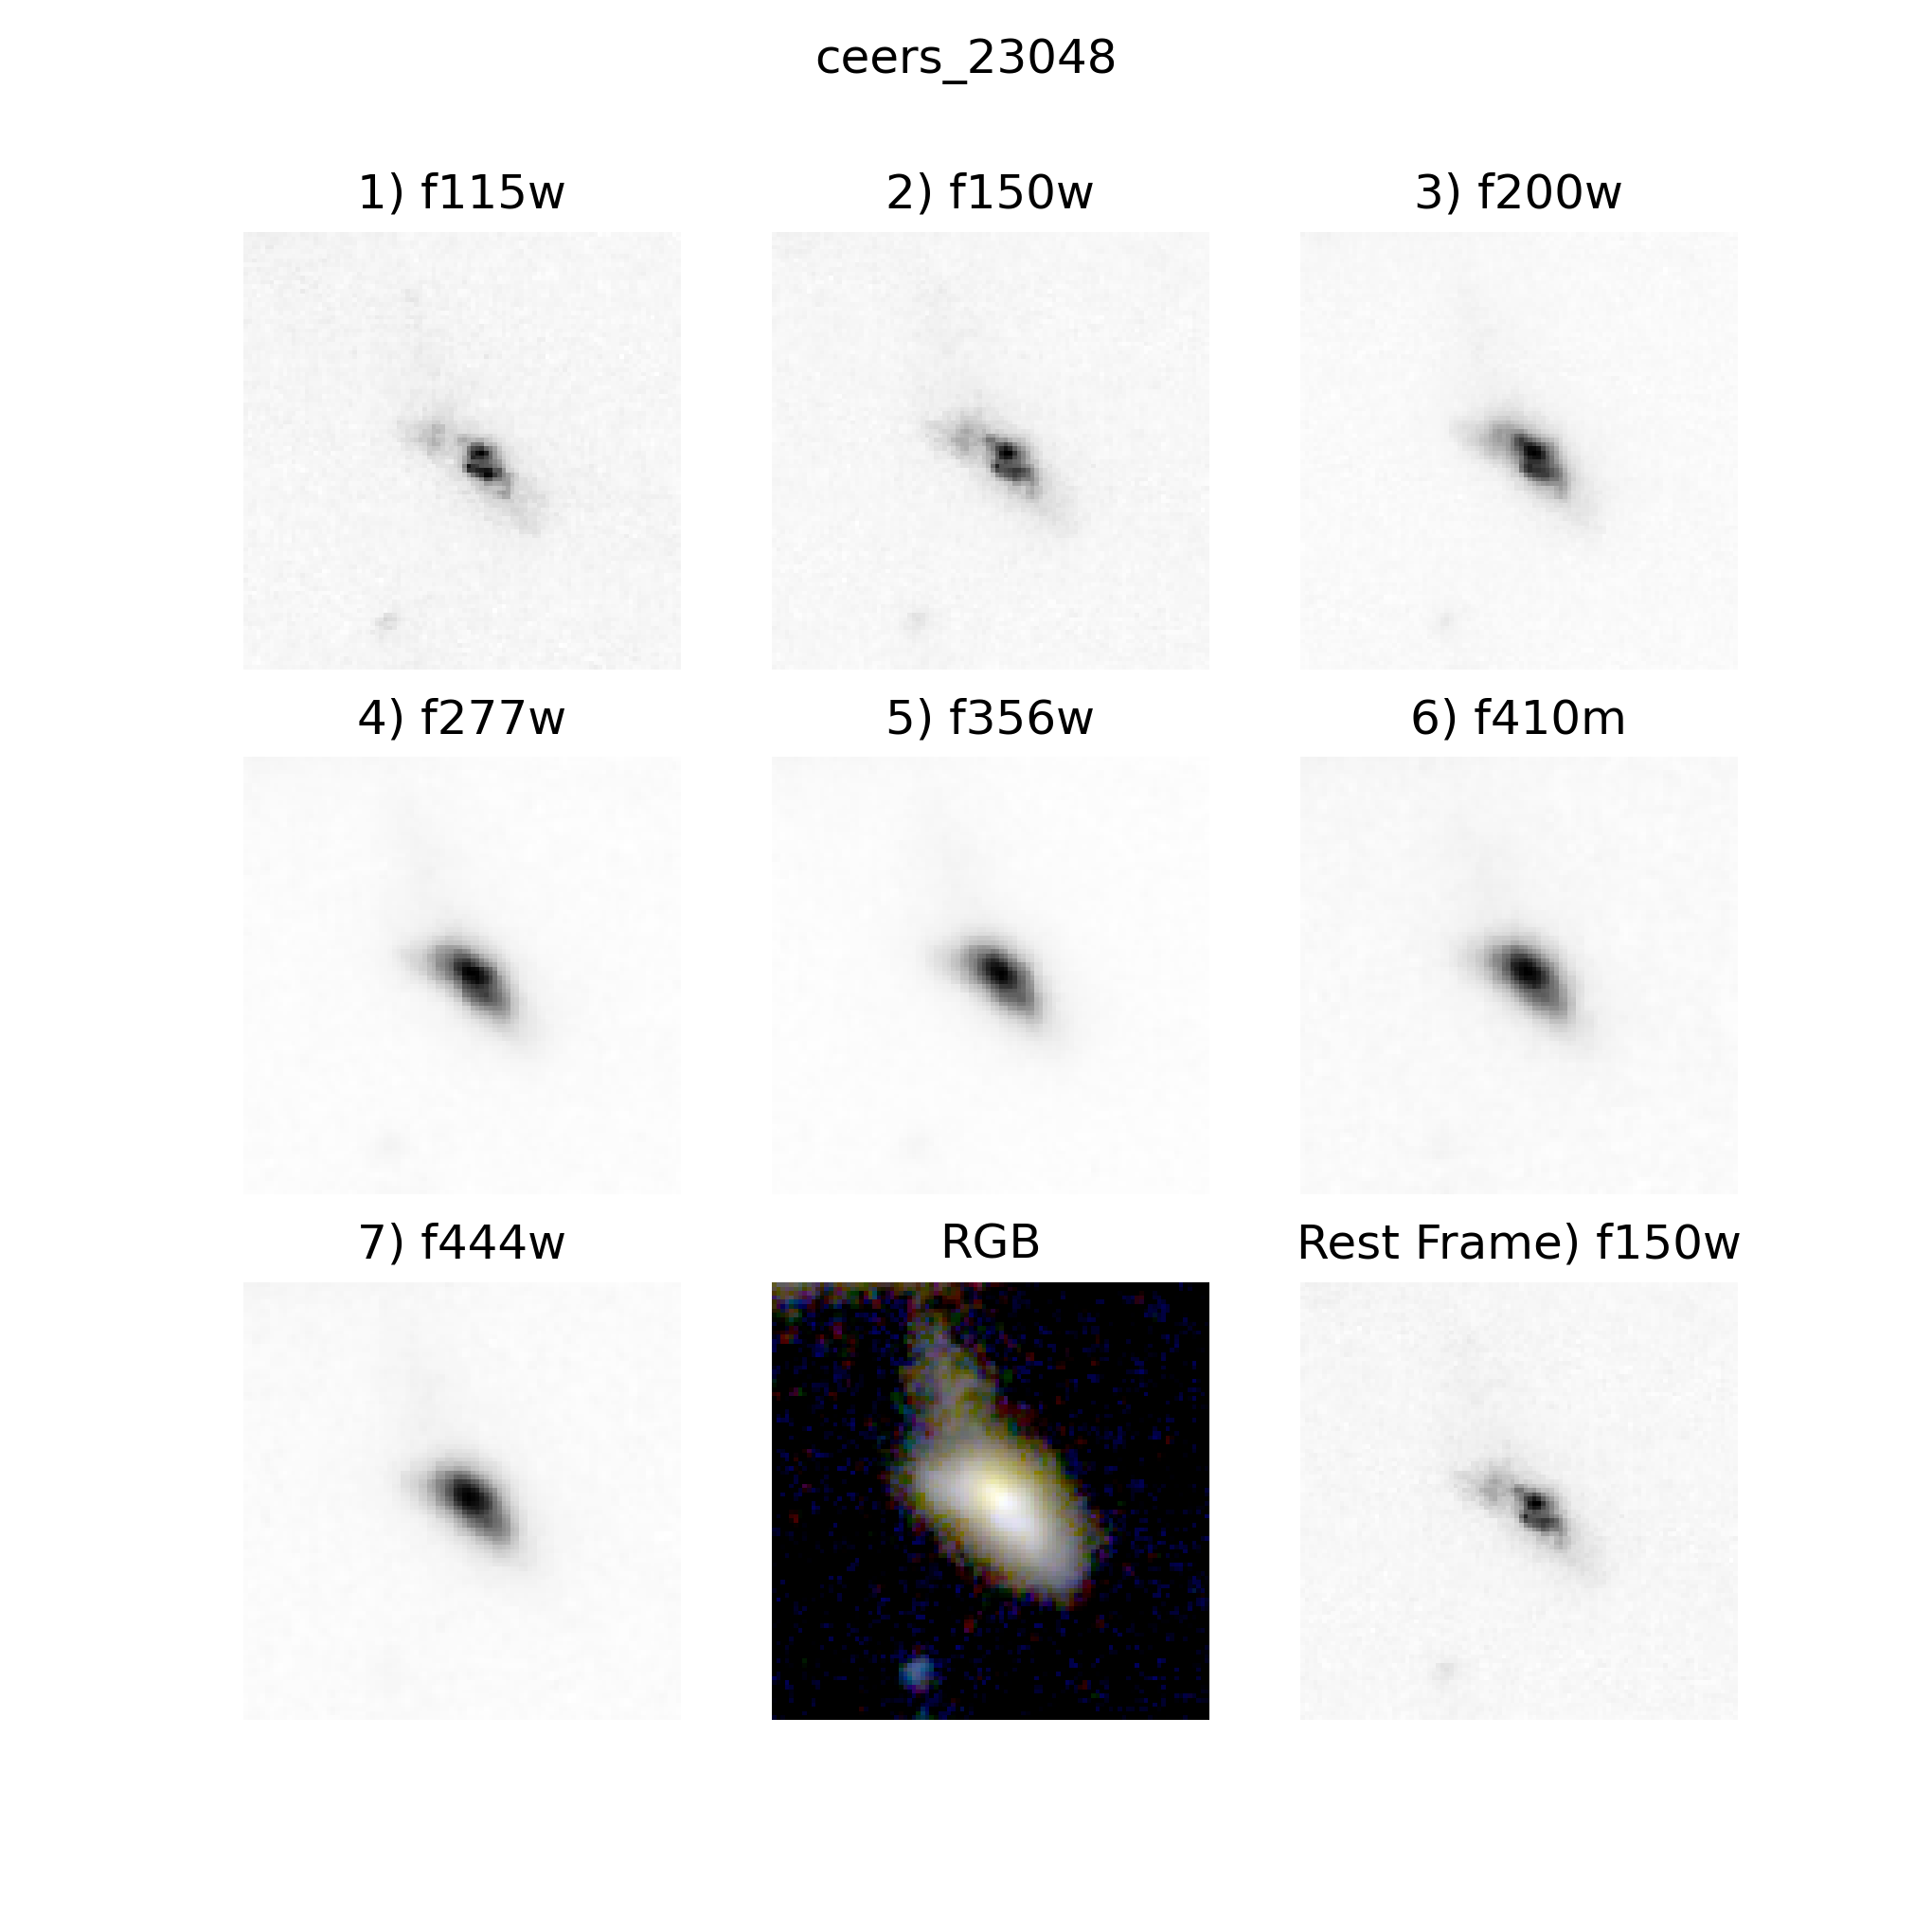 ceers_23048
1) f115w
2) f150w
3) f200w
4) f277w
5) f356w
6) f410m
7) f444w
RGB
Rest Frame) f150w